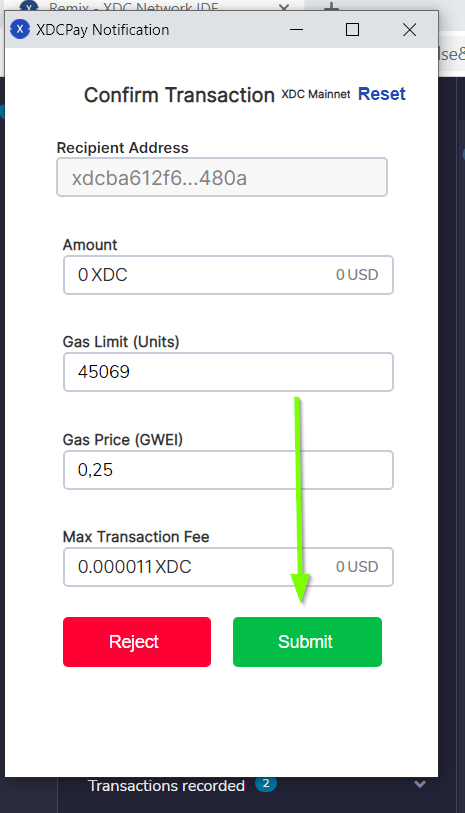 Remix - XDC Network IDE
XDCPay Notification
lse&
Confirm Transaction XDC Mainnet Reset
Recipient Address
xdcba612f6...480a
Amount
0 XDC 0 USD
Gas Limit (Units)
45069
Gas Price (GWEI)
0,25
Max Transaction Fee
0.000011 XDC 0 USD
Reject Submit
Transactions recorded 2